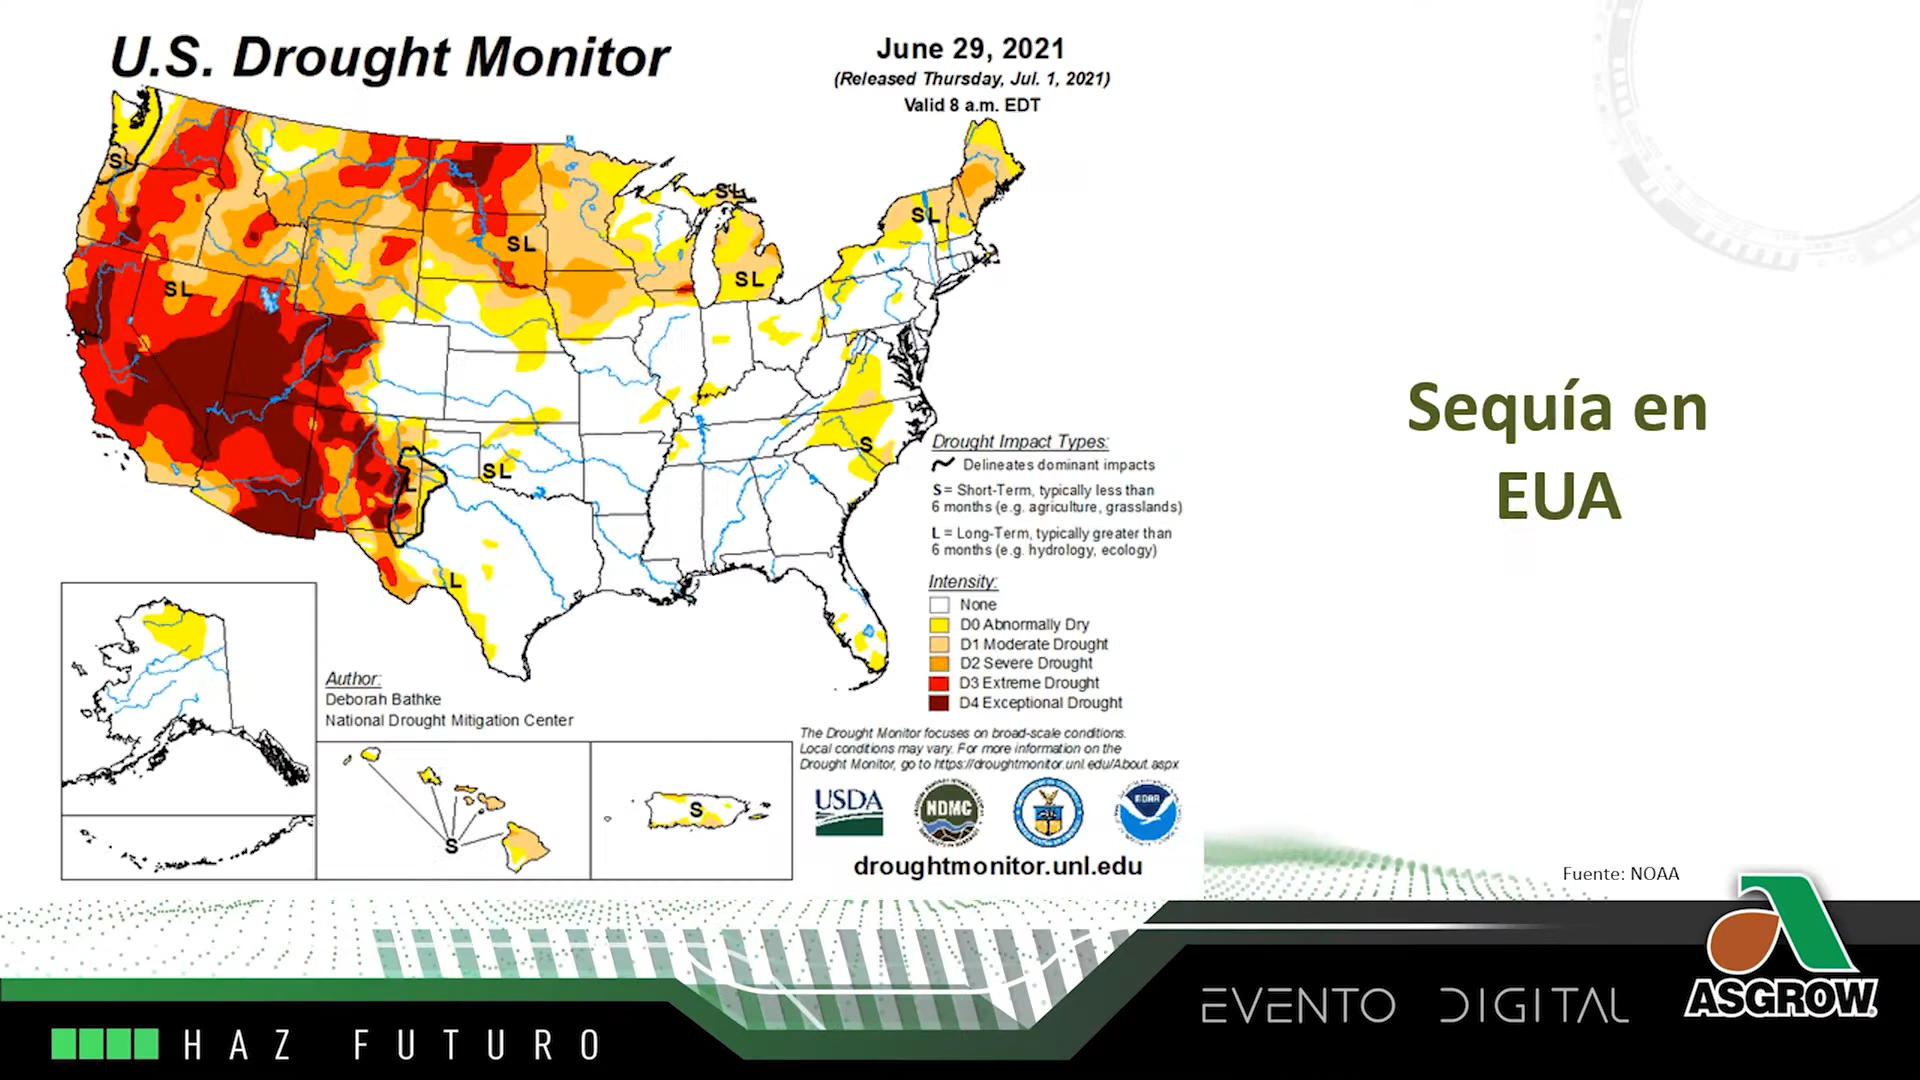 U.S. Drought Monitor
June 29, 2021
(Released Thursday, Jul. 1, 2021)
Valid 8 a.m. EDT
SL
SL
SL
SL
SL
SL
SL
S
L
L
Drought Impact Types:
Delineates dominant impacts
S = Short-Term, typically less than
6 months (e.g. agriculture, grasslands)
L = Long-Term, typically greater than
6 months (e.g. hydrology, ecology)
Intensity:
None
D0 Abnormally Dry
D1 Moderate Drought
D2 Severe Drought
D3 Extreme Drought
D4 Exceptional Drought
Author:
Deborah Bathke
National Drought Mitigation Center
S
S
The Drought Monitor focuses on broad-scale conditions.
Local conditions may vary. For more information on the
Drought Monitor, go to https://droughtmonitor.unl.edu/About.aspx
USDA
NDMC
NOAA
droughtmonitor.unl.edu
Sequía en
EUA
Fuente: NOAA
HAZ FUTURO
EVENTO DIGITAL
ASGROW